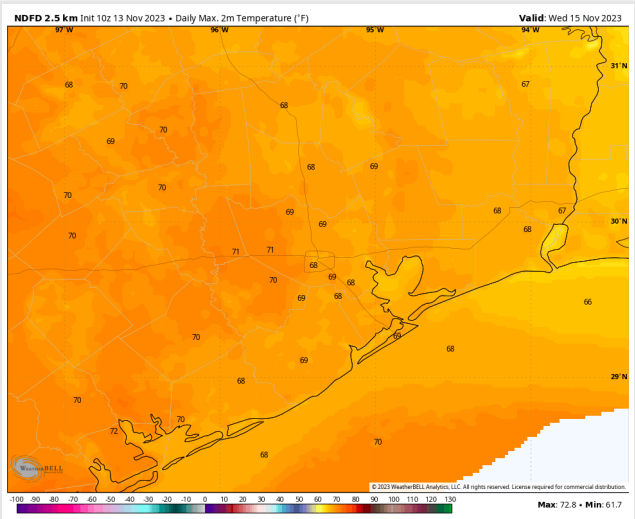 NDFD 2.5 km Init 10z 13 Nov 2023 • Daily Max. 2m Temperature (°F) Valid: Wed 15 Nov 2023
97°W 96°W 95°W 94°W
31°N
68 70 67
68
70
69
68 69
70 70
69 68 67
69 68 30°N
70
71 71
68
70 69 68
69 68 66
70 69
68
69
68 29°N
70
70
72
70
68
WeatherBELL
© 2023 WeatherBELL Analytics, LLC. All rights reserved. License required for commercial distribution.
-100 -90 -80 -70 -60 -50 -40 -30 -20 -10 0 10 20 30 40 50 60 70 80 90 100 110 120 130
Max: 72.8 • Min: 61.7